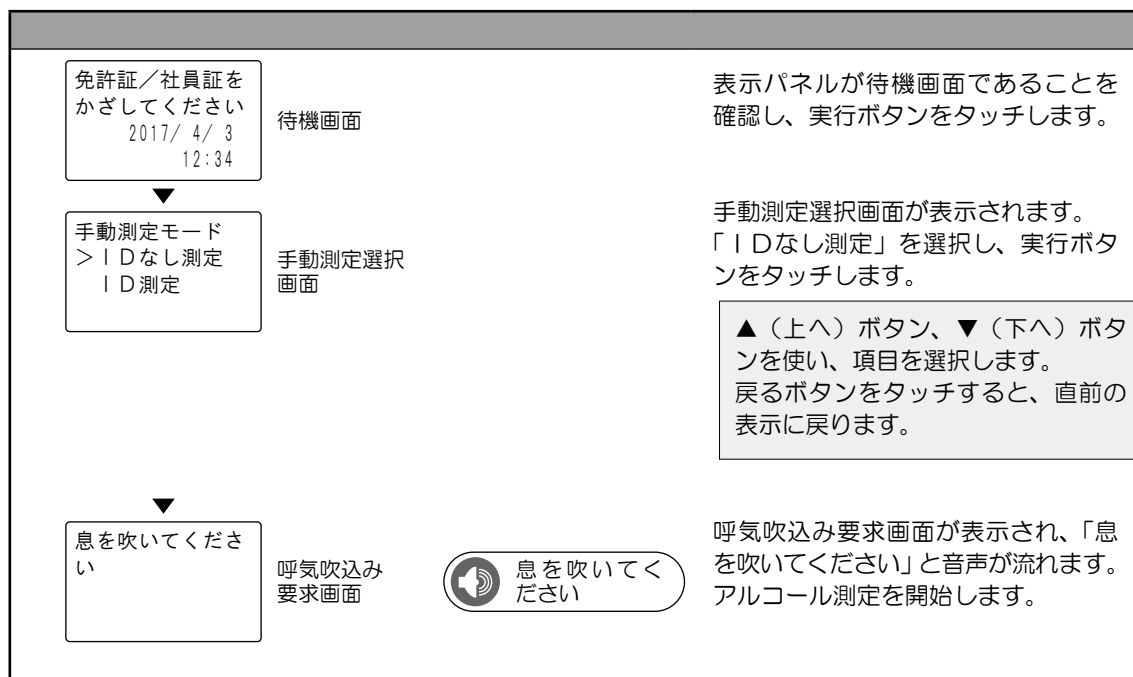 免許証／社員証を
かざしてください
2017/ 4/ 3
12:34
待機画面
表示パネルが待機画面であることを
確認し、実行ボタンをタッチします。
▼
手動測定モード
＞ＩＤなし測定
ＩＤ測定
手動測定選択
画面
手動測定選択画面が表示されます。
「ＩＤなし測定」を選択し、実行ボタ
ンをタッチします。
▲（上へ）ボタン、▼（下へ）ボタ
ンを使い、項目を選択します。
戻るボタンをタッチすると、直前の
表示に戻ります。
▼
息を吹いてくださ
い
呼気吹込み
要求画面
息を吹いてく
ださい
呼気吹込み要求画面が表示され、「息
を吹いてください」と音声が流れます。
アルコール測定を開始します。